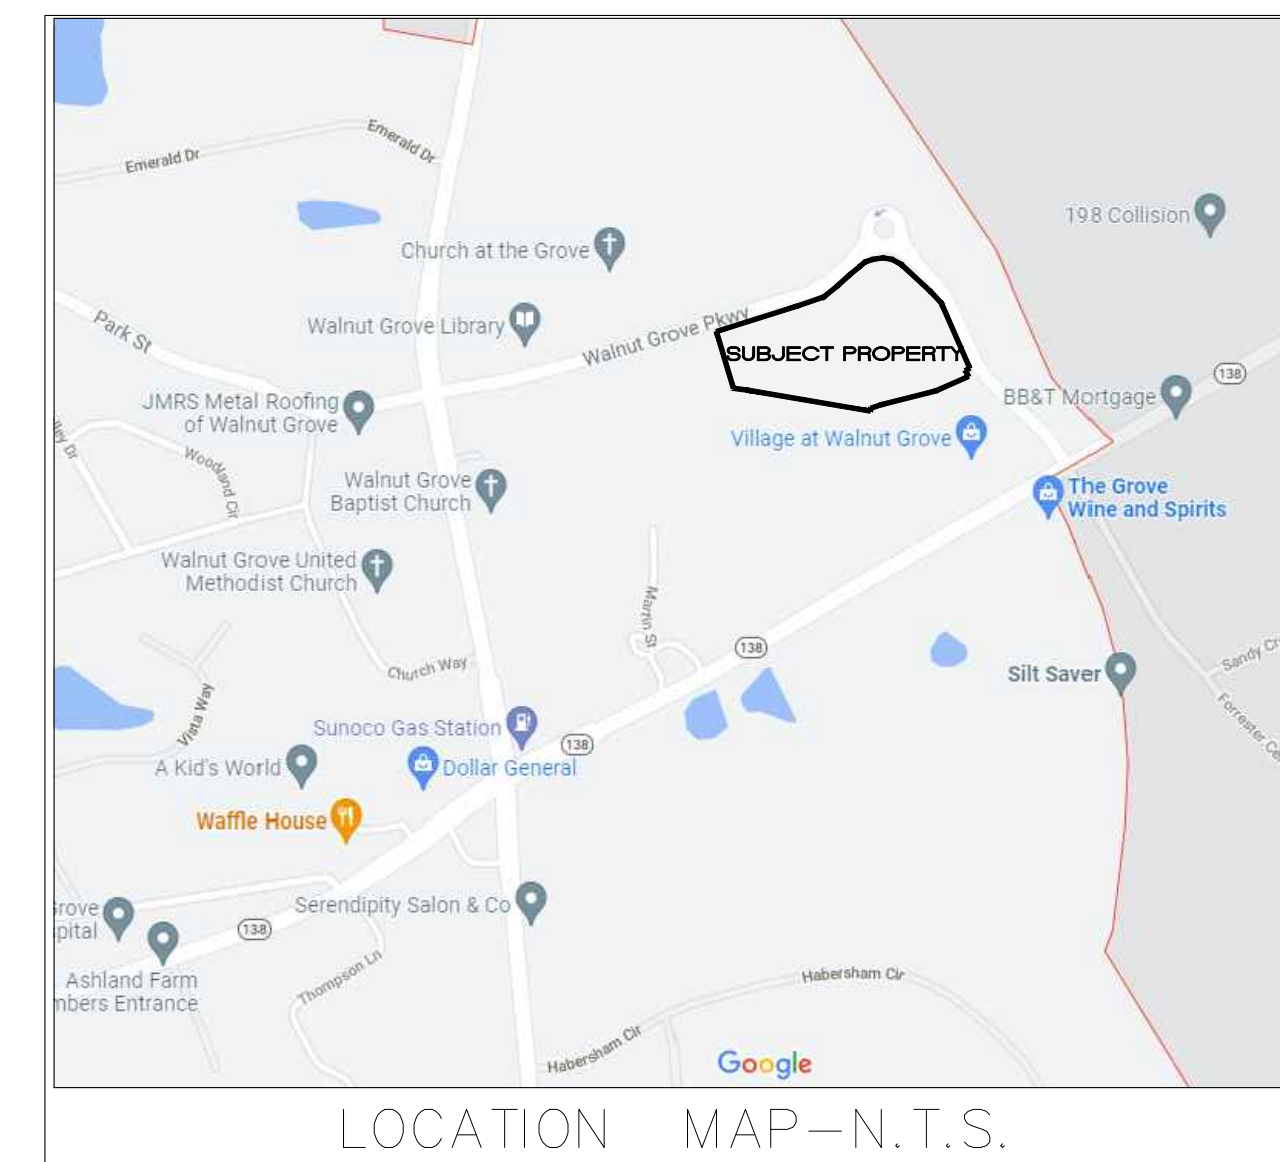 Emerald Dr
Emerald Dr
198 Collision
Church at the Grove
Park St
Walnut Grove Library
Walnut Grove Pkwy
SUBJECT PROPERTY
138
JMRS Metal Roofing
of Walnut Grove
BB&T Mortgage
Village at Walnut Grove
Woodland Cir
Walnut Grove
Baptist Church
The Grove
Wine and Spirits
Walnut Grove United
Methodist Church
Martin St
138
Church Way
Silt Saver
Sandy
Vista Way
Forrester
Sunoco Gas Station
138
A Kid's World
Dollar General
Waffle House
Serendipity Salon & Co
138
Ashland Farm
Entrance
Thompson Ln
Habersham Cir
Habersham Cir
Google
LOCATION MAP-N.T.S.